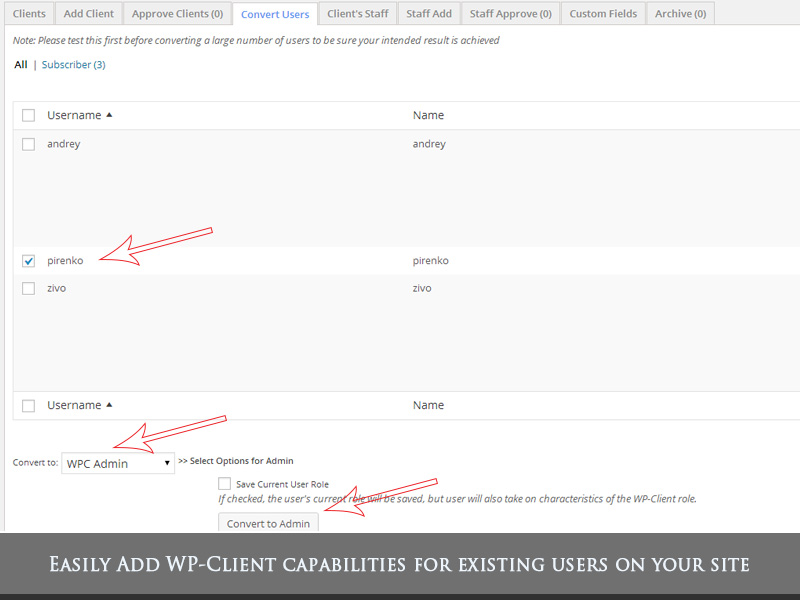 Clients Add Client Approve Clients (0) Convert Users Client's Staff Staff Add Staff Approve (0) Custom Fields Archive (0)
Note: Please test this first before converting a large number of users to be sure your intended result is achieved
All | Subscriber (3)
Username Name
andrey andrey
pirenko pirenko
zivo zivo
Username Name
Convert to: WPC Admin >> Select Options for Admin
Save Current User Role
If checked, the user's current role will be saved, but user will also take on characteristics of the WP-Client role.
Convert to Admin
Easily Add WP-Client capabilities for existing users on your site